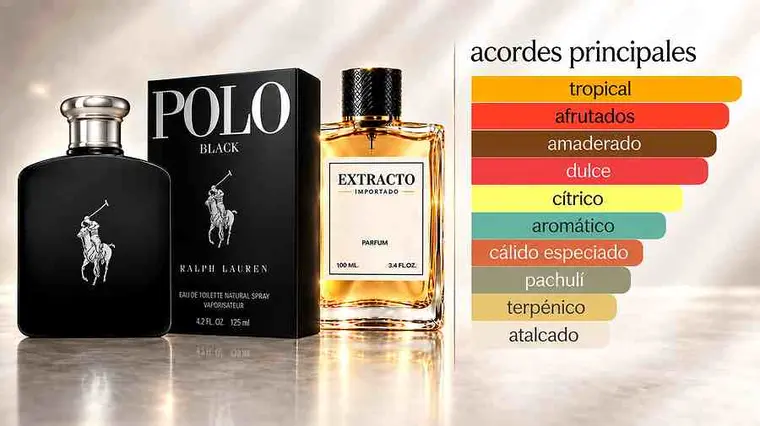 POLO
BLACK
RALPH LAUREN
EAU DE TOILETTE NATURAL SPRAY
VAPORISATEUR
4.2 FL. OZ. 125 ml
EXTRACTO
IMPORTADO
PARFUM
100 ML. 3.4 FL.OZ.
acordes principales
tropical
afrutados
amaderado
dulce
cítrico
aromático
cálido especiado
pachulí
terpénico
atalcado